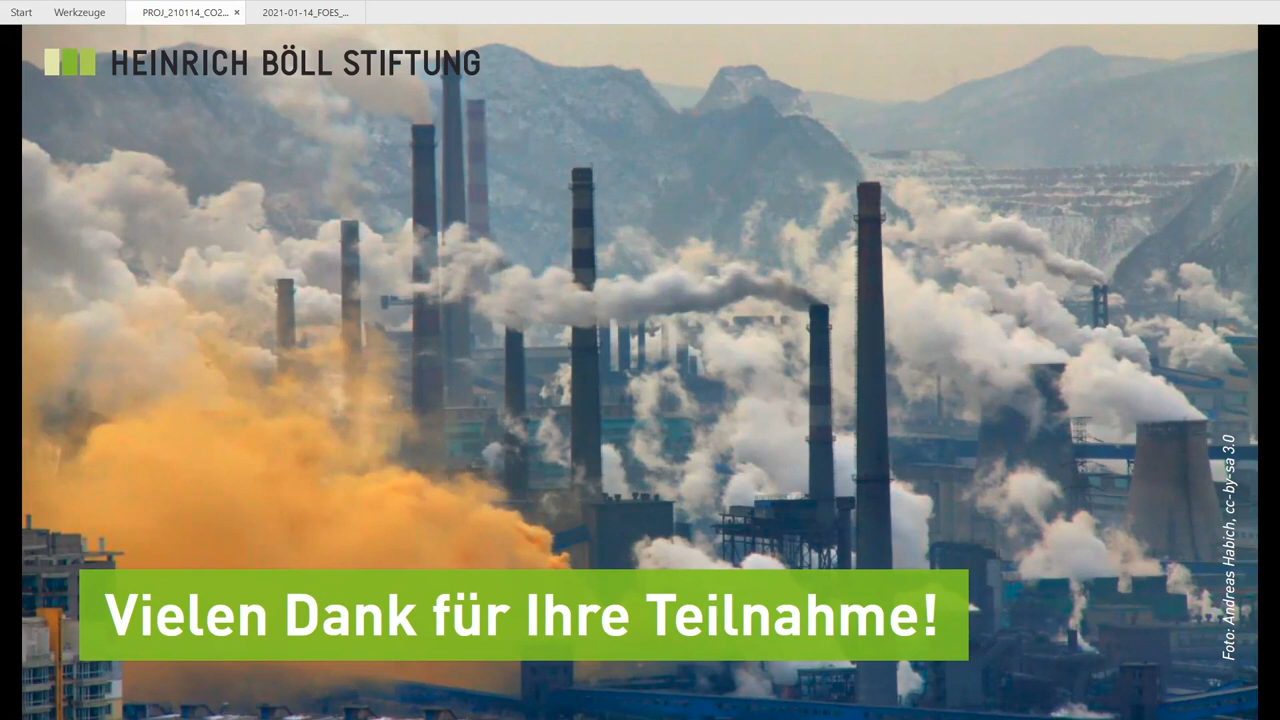 Start Werkzeuge PROJ_210114_CO2... × 2021-01-14_FOES_...
HEINRICH BÖLL STIFTUNG
Vielen Dank für Ihre Teilnahme!
Foto: Andreas Habich, cc-by-sa 3.0